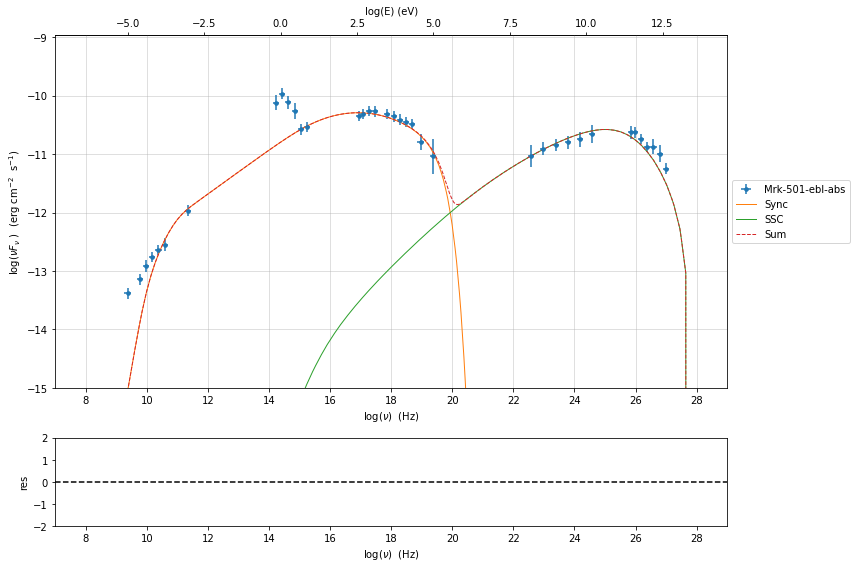 log(E) (eV)
−5.0 −2.5 0.0 2.5 5.0 7.5 10.0 12.5
−9
−10
−11
−12
−13
−14
−15
log(νFν ) (erg cm⁻² s⁻¹)
Mrk-501-ebl-abs
Sync
SSC
Sum
8 10 12 14 16 18 20 22 24 26 28
log(ν) (Hz)
2
1
0
−1
−2
res
8 10 12 14 16 18 20 22 24 26 28
log(ν) (Hz)